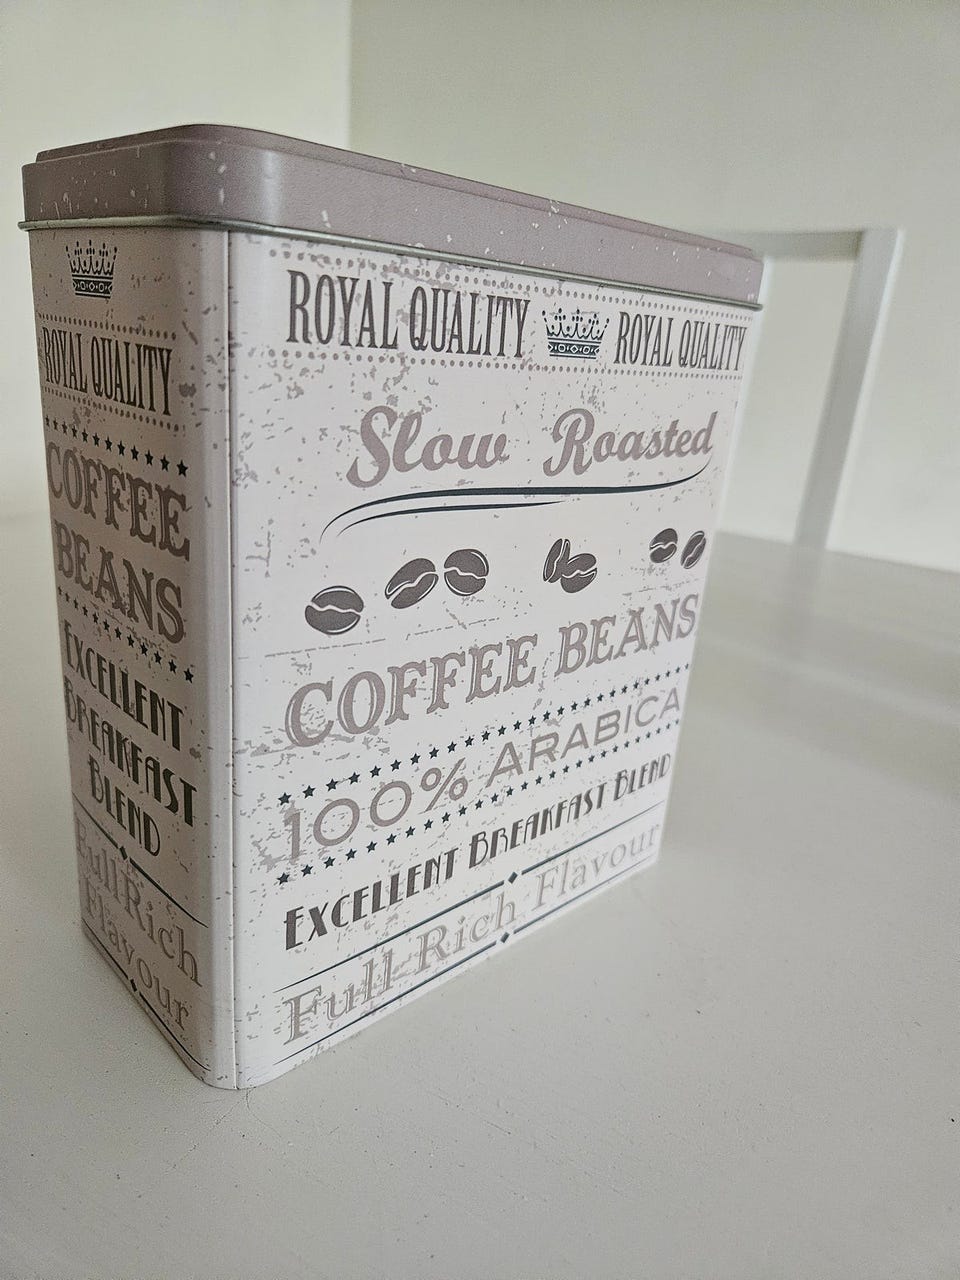 ROYAL QUALITY
COFFEE
BEANS
EXCELLENT
BREAKFAST
BLEND
Full Rich
Flavour
ROYAL QUALITY ROYAL QUALITY
Slow Roasted
COFFEE BEANS
100% ARABICA
EXCELLENT BREAKFAST BLEND
Full Rich Flavour